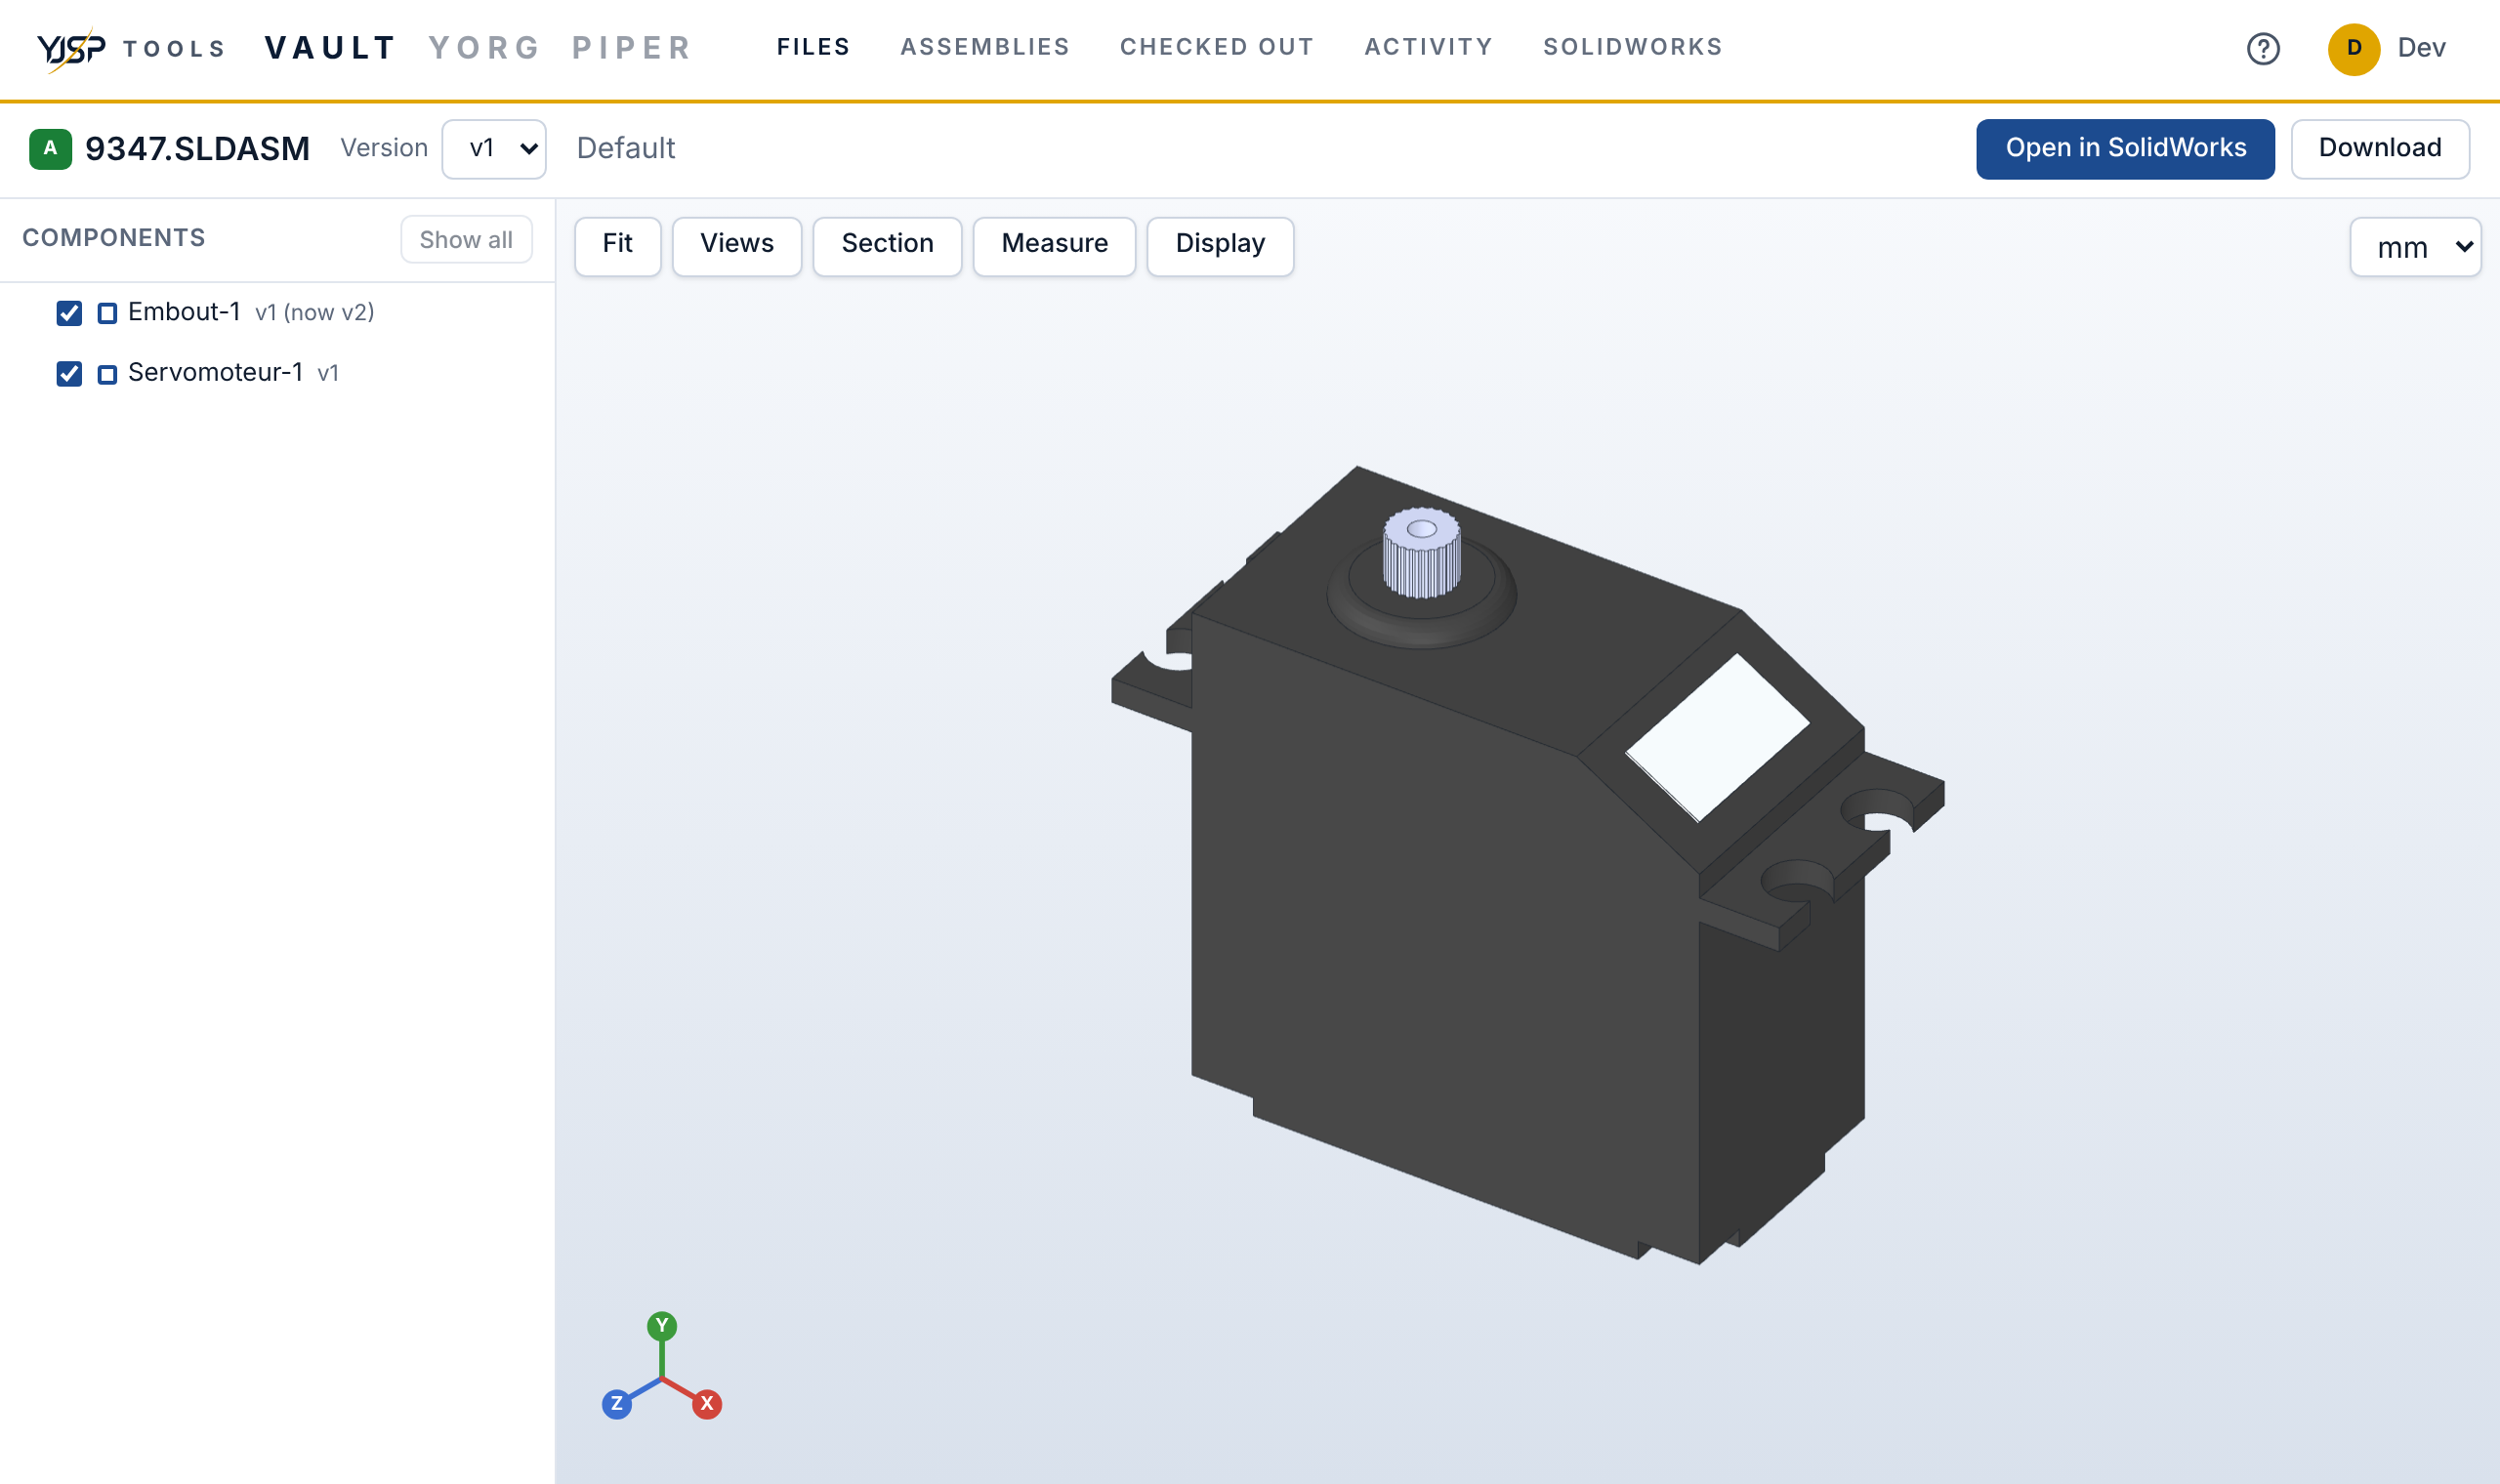 YJSP TOOLS VAULT YORG PIPER FILES ASSEMBLIES CHECKED OUT ACTIVITY SOLIDWORKS ? D Dev
A 9347.SLDASM Version v1 Default Open in SolidWorks Download
COMPONENTS Show all Fit Views Section Measure Display mm
Embout-1 v1 (now v2)
Servomoteur-1 v1
Y
Z X